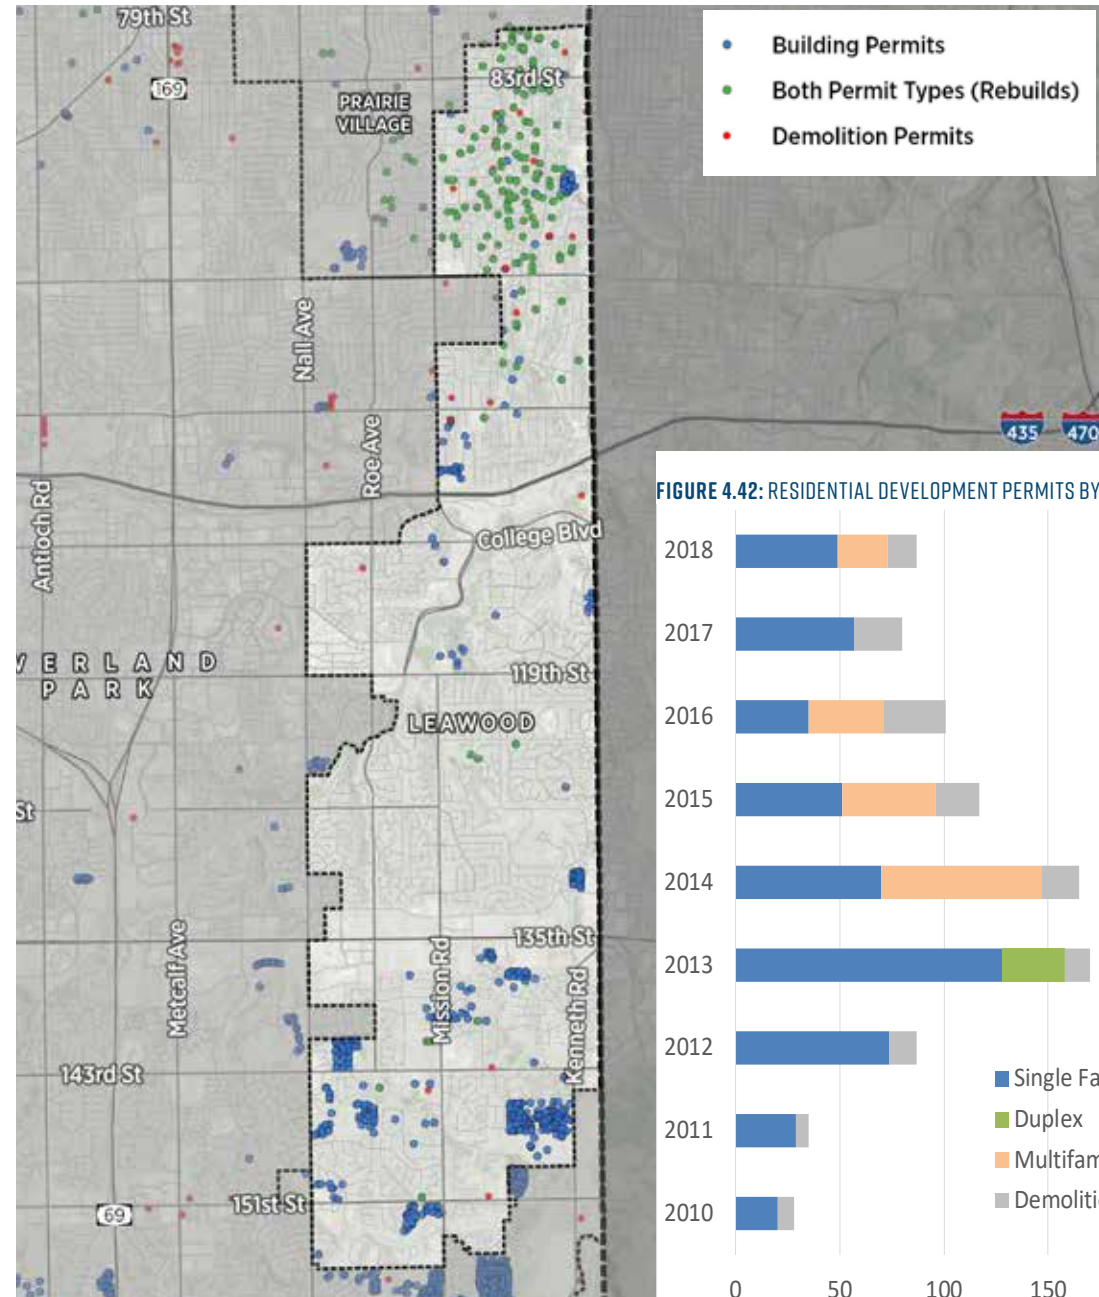 79th St
169
PRAIRIE
VILLAGE
83rd St
Building Permits
Both Permit Types (Rebuilds)
Demolition Permits
Nall Ave
Roe Ave
Antioch Rd
435
470
College Blvd
VERLAND
PARK
119th St
LEAWOOD
St
135th St
Metcalf Ave
Mission Rd
Kenneth Rd
143rd St
151st St
69
FIGURE 4.42: RESIDENTIAL DEVELOPMENT PERMITS BY
2018
2017
2016
2015
2014
2013
2012
2011
2010
Single Fa
Duplex
Multifam
Demoliti
0 50 100 150